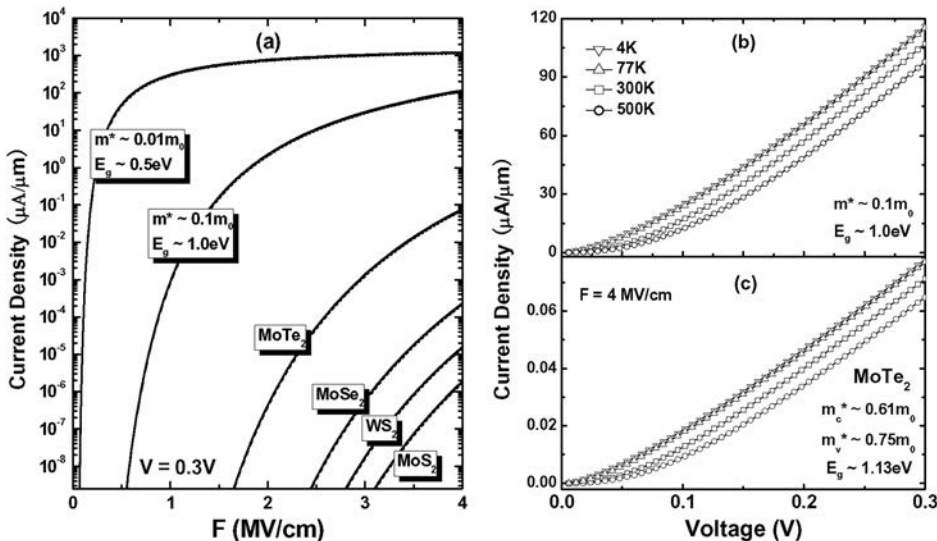 (a)
Current Density (μA/μm)
10⁴
10³
10²
10¹
10⁰
10⁻¹
10⁻²
10⁻³
10⁻⁴
10⁻⁵
10⁻⁶
10⁻⁷
10⁻⁸
m* ~ 0.01m₀
E_g ~ 0.5eV
m* ~ 0.1m₀
E_g ~ 1.0eV
MoTe₂
MoSe₂
WS₂
MoS₂
V = 0.3V
0 1 2 3 4
F (MV/cm)
(b)
Current Density (μA/μm)
120
90
60
30
0
4K
77K
300K
500K
m* ~ 0.1m₀
E_g ~ 1.0eV
(c)
0.06
0.04
0.02
0.00
F = 4 MV/cm
MoTe₂
m_c* ~ 0.61m₀
m_v* ~ 0.75m₀
E_g ~ 1.13eV
0.0 0.1 0.2 0.3
Voltage (V)